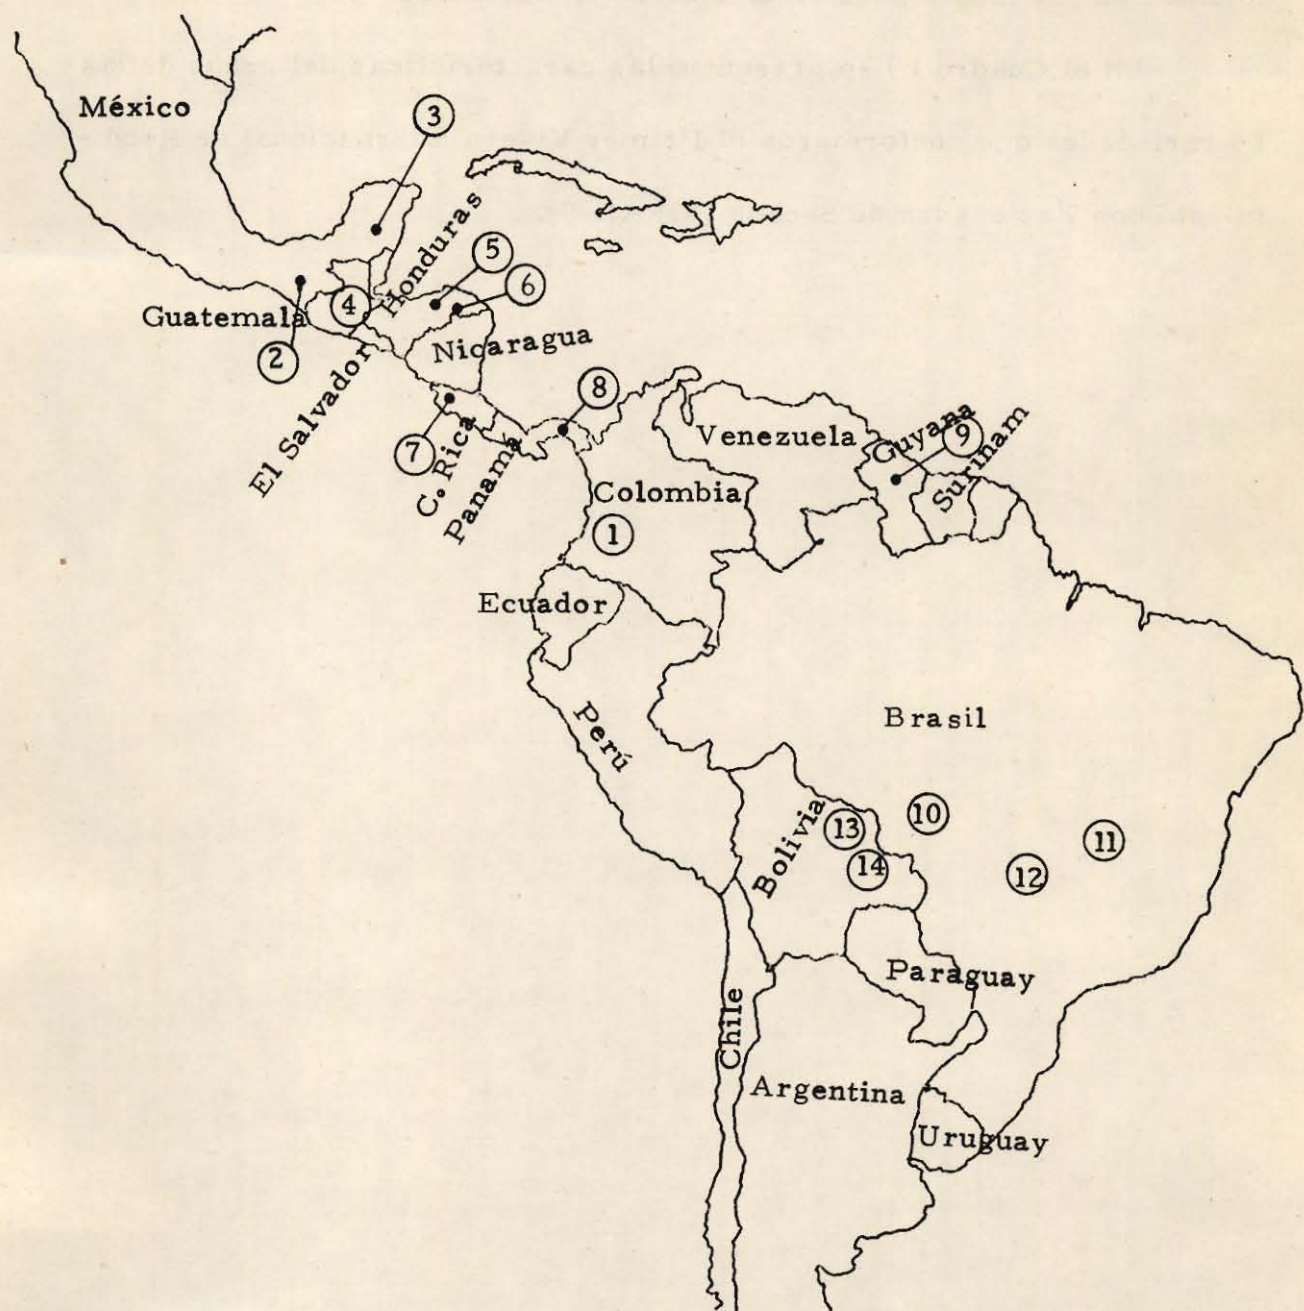 México
3
Honduras
5
6
4
Guatemala
2
Nicaragua
El Salvador
8
7
C. Rica
Panamá
Venezuela
Guyana
9
Surinam
Colombia
1
Ecuador
Perú
Brasil
Bolivia
13
10
14
12
11
Paraguay
Chile
Argentina
Uruguay